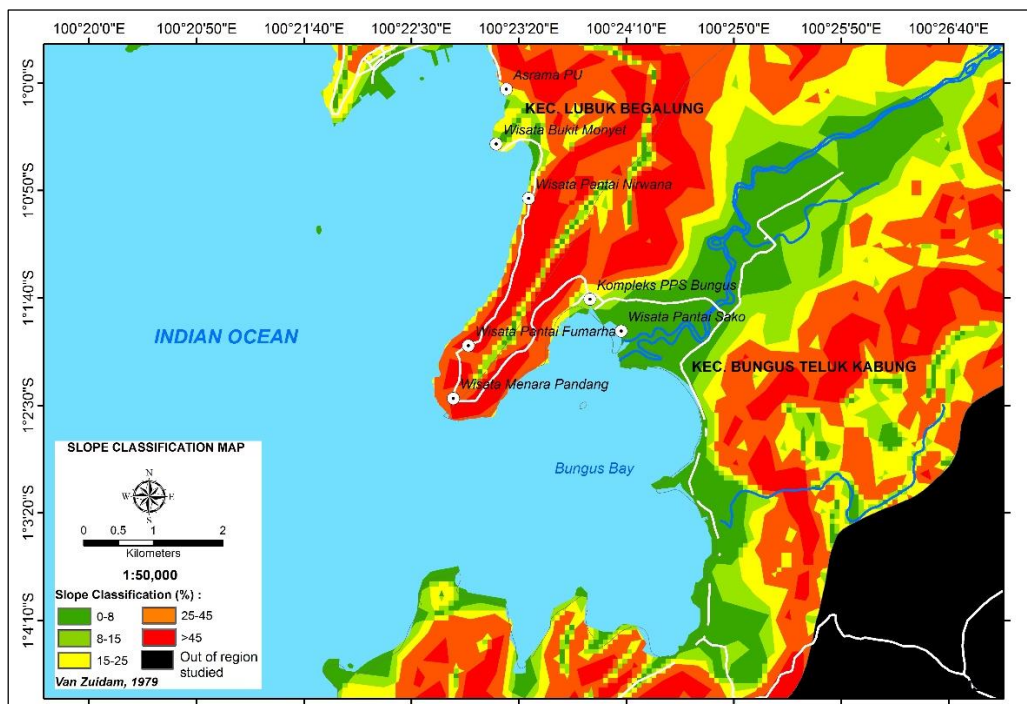 100°20'0"E 100°20'50"E 100°21'40"E 100°22'30"E 100°23'20"E 100°24'10"E 100°25'0"E 100°25'50"E 100°26'40"E
1°0'0"S
Asrama PU
KEC. LUBUK BEGALUNG
Wisata Bukit Monyet
Wisata Pantai Nirwana
1°0'50"S
Kompleks PPS Bungus
1°1'40"S
Wisata Pantai Sako
INDIAN OCEAN
Wisata Pantai Fumarha
KEC. BUNGUS TELUK KABUNG
Wisata Menara Pandang
1°2'30"S
SLOPE CLASSIFICATION MAP
Bungus Bay
N
W E
S
1°3'20"S
0 0.5 1 2
Kilometers
1:50,000
Slope Classification (%) :
0-8 25-45
8-15 >45
15-25 Out of region
studied
Van Zuidam, 1979
1°4'10"S